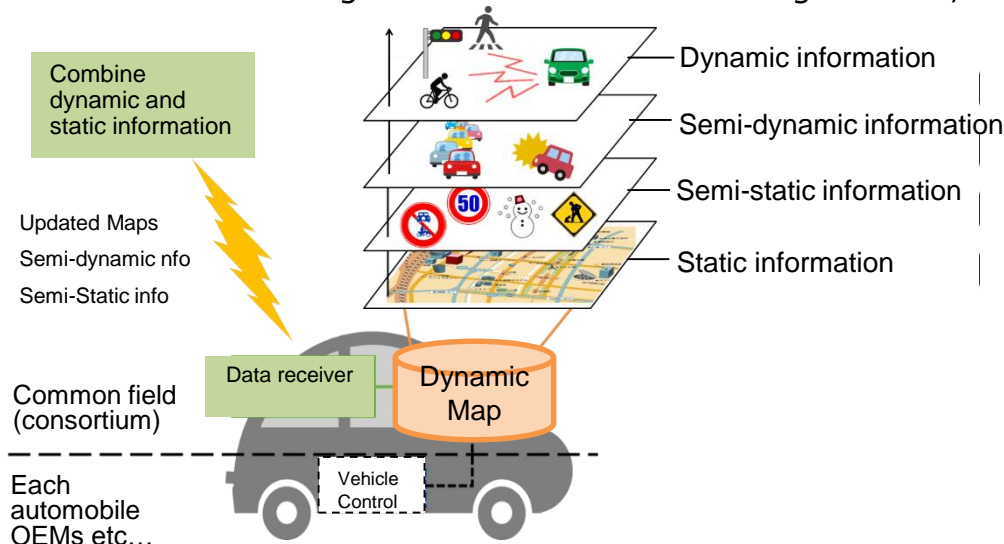 Combine
dynamic and
static information
Dynamic information
Semi-dynamic information
Semi-static information
Static information
50
Updated Maps
Semi-dynamic nfo
Semi-Static info
Data receiver
Dynamic
Map
Common field
(consortium)
Vehicle
Control
Each
automobile
OEMs etc…